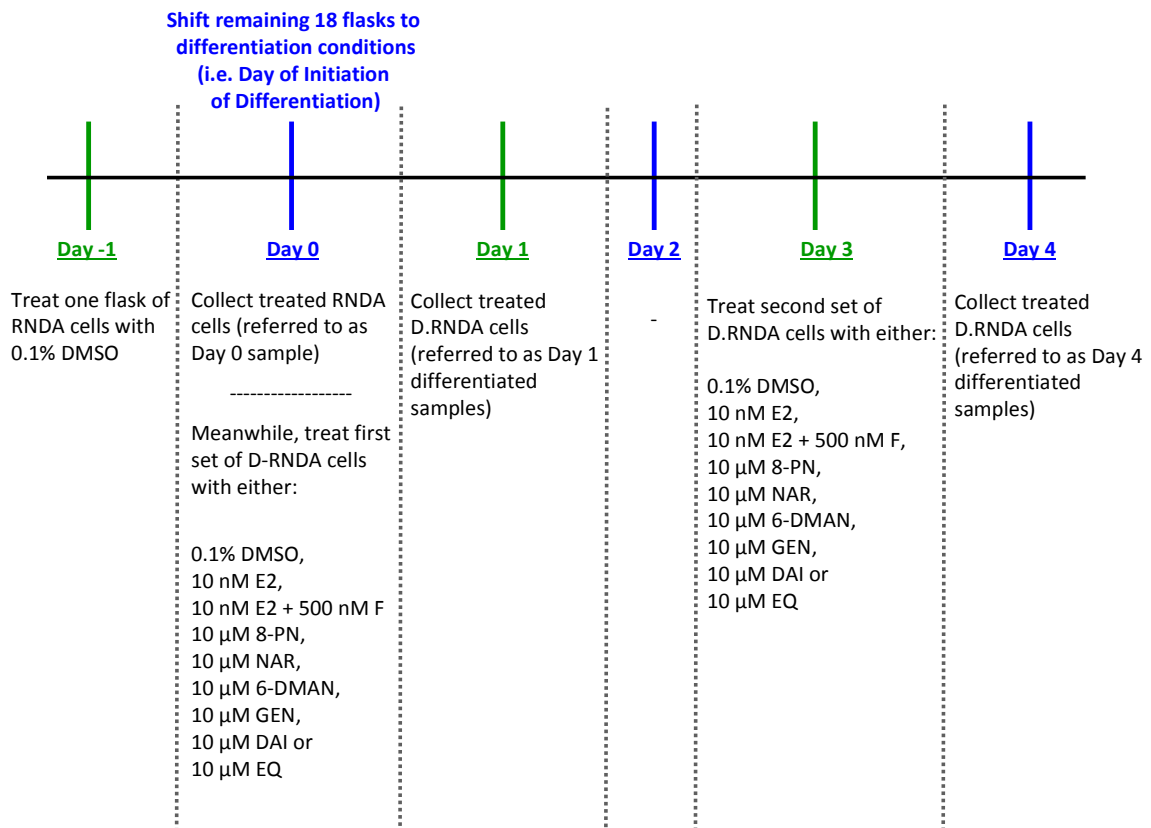 Shift remaining 18 flasks to
differentiation conditions
(i.e. Day of Initiation
of Differentiation)
Day -1
Treat one flask of
RNDA cells with
0.1% DMSO
Day 0
Collect treated RNDA
cells (referred to as
Day 0 sample)
------------------
Meanwhile, treat first
set of D-RNDA cells
with either:
0.1% DMSO,
10 nM E2,
10 nM E2 + 500 nM F
10 µM 8-PN,
10 µM NAR,
10 µM 6-DMAN,
10 µM GEN,
10 µM DAI or
10 µM EQ
Day 1
Collect treated
D.RNDA cells
(referred to as Day 1
differentiated
samples)
Day 2
-
Day 3
Treat second set of
D.RNDA cells with either:
0.1% DMSO,
10 nM E2,
10 nM E2 + 500 nM F,
10 µM 8-PN,
10 µM NAR,
10 µM 6-DMAN,
10 µM GEN,
10 µM DAI or
10 µM EQ
Day 4
Collect treated
D.RNDA cells
(referred to as Day 4
differentiated
samples)